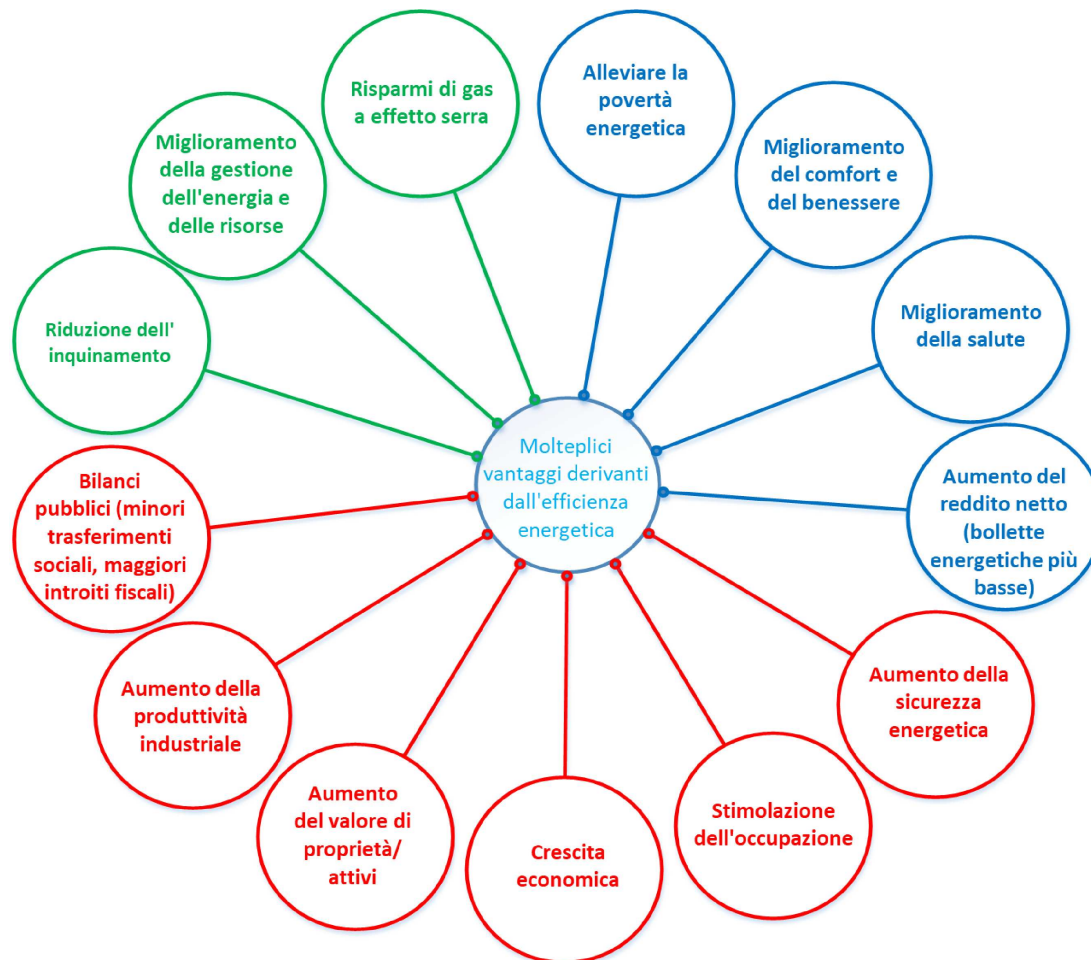 Risparmi di gas
a effetto serra
Alleviare la
povertà
energetica
Miglioramento
del comfort e
del benessere
Miglioramento
della salute
Aumento del
reddito netto
(bollette
energetiche più
basse)
Aumento della
sicurezza
energetica
Stimolazione
dell'occupazione
Crescita
economica
Aumento
del valore di
proprietà/
attivi
Aumento della
produttività
industriale
Bilanci
pubblici (minori
trasferimenti
sociali, maggiori
introiti fiscali)
Riduzione dell'
inquinamento
Miglioramento
della gestione
dell'energia e
delle risorse
Molteplici
vantaggi derivanti
dall'efficienza
energetica